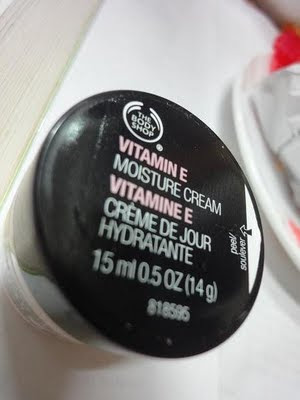 THE
BODY
SHOP
VITAMIN E
MOISTURE CREAM
VITAMINE E
CRÈME DE JOUR
HYDRATANTE
15 ml 0.5 OZ (14 g)
818595
peel/
soulever